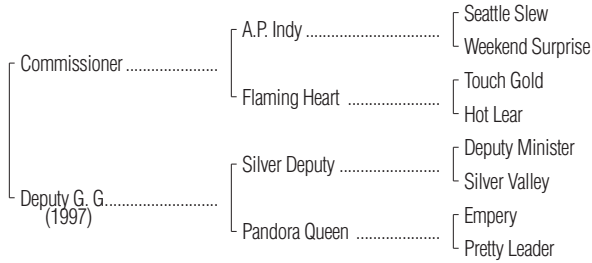 Seattle Slew
A.P. Indy ........................
Weekend Surprise
Commissioner ........................
Touch Gold
Flaming Heart ........................
Hot Lear
Deputy Minister
Silver Deputy ........................
Silver Valley
Deputy G. G.............................
(1997)
Empery
Pandora Queen ........................
Pretty Leader